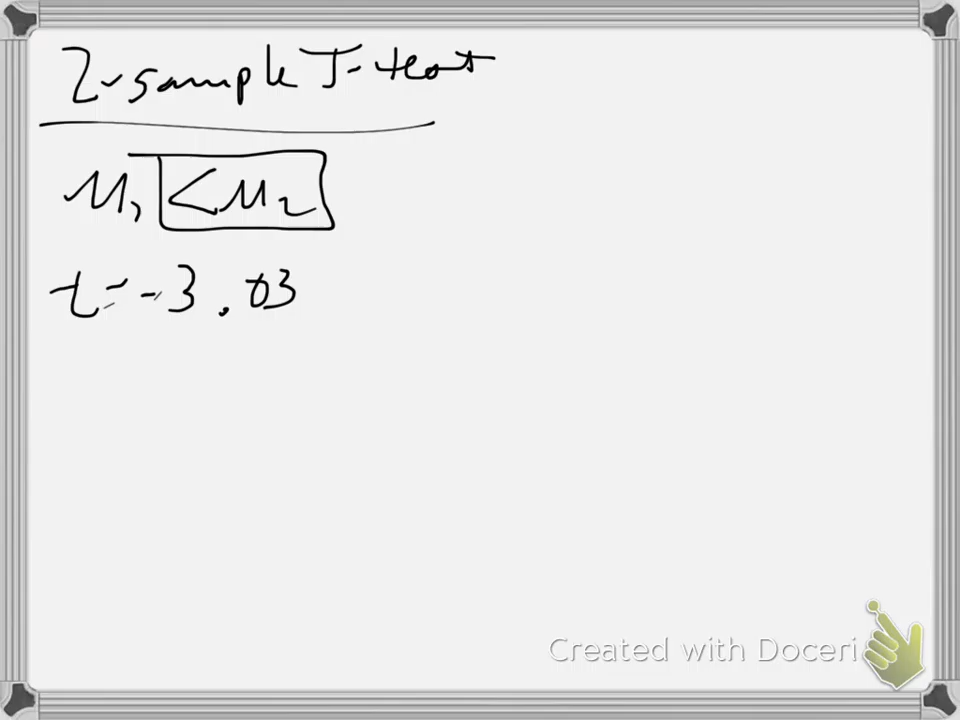 2-sample T-test
μ₁ < μ₂
t = -3.03
Created with Doceri